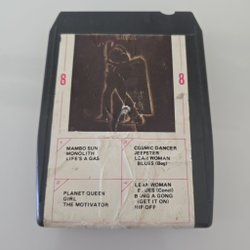 8
8
MAMBO SUN
MONOLITH
LIFE'S A GAS
COSMIC DANCER
JEEPSTER
LEAN WOMAN
BLUES (Beg)
PLANET QUEEN
GIRL
THE MOTIVATOR
LEAN WOMAN
BLUES (Concl)
BANG A GONG
(GET IT ON)
RIP OFF